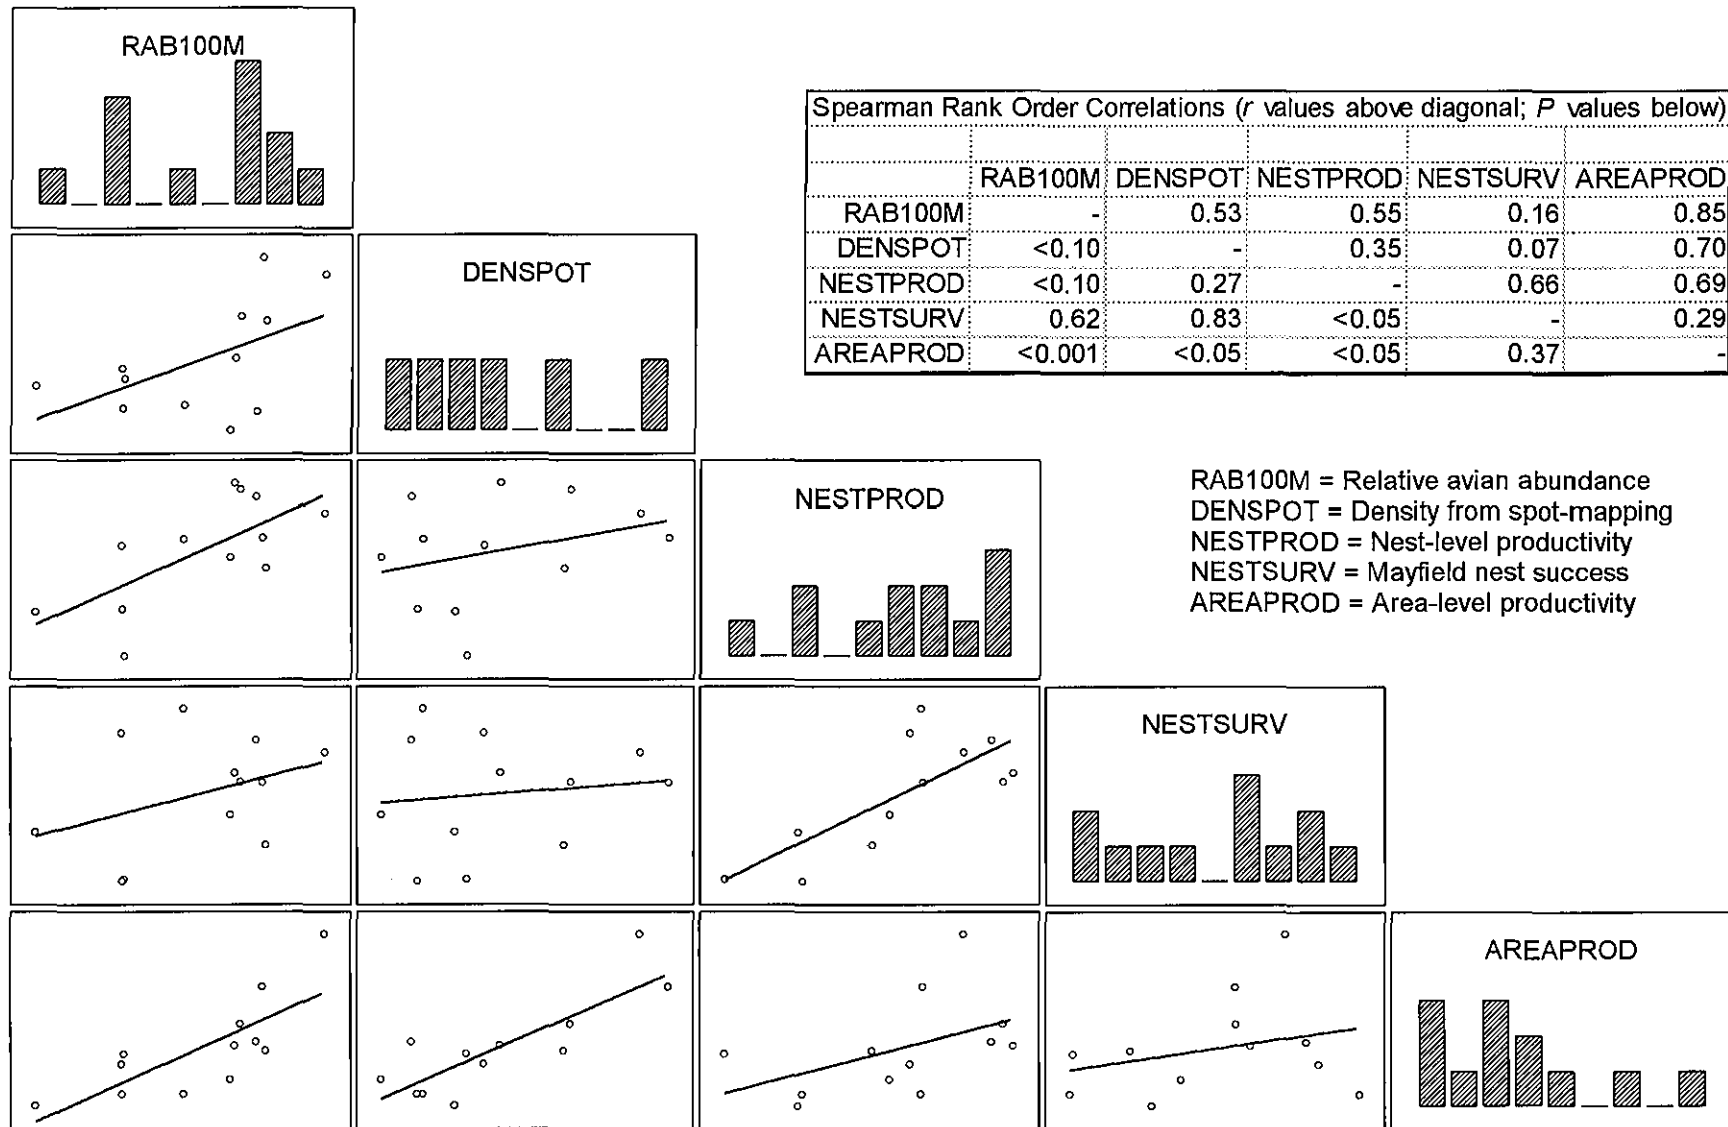 RAB100M
Spearman Rank Order Correlations (r values above diagonal; P values below)
RAB100M DENSPOT NESTPROD NESTSURV AREAPROD
RAB100M - 0.53 0.55 0.16 0.85
DENSPOT <0.10 - 0.35 0.07 0.70
NESTPROD <0.10 0.27 - 0.66 0.69
NESTSURV 0.62 0.83 <0.05 - 0.29
AREAPROD <0.001 <0.05 <0.05 0.37 -
DENSPOT
NESTPROD
RAB100M = Relative avian abundance
DENSPOT = Density from spot-mapping
NESTPROD = Nest-level productivity
NESTSURV = Mayfield nest success
AREAPROD = Area-level productivity
NESTSURV
AREAPROD